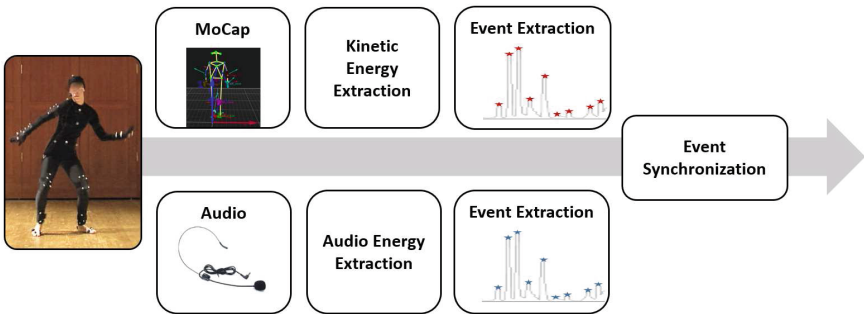 MoCap
Kinetic
Energy
Extraction
Event Extraction
Event
Synchronization
Audio
Audio Energy
Extraction
Event Extraction